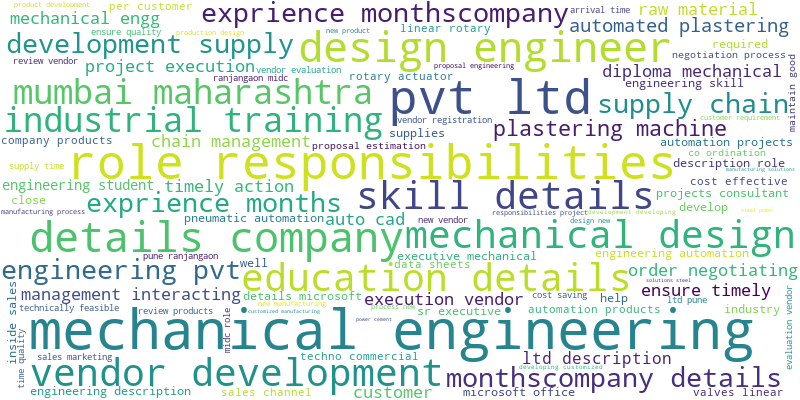 product development
per customer
mechanical engg
exprience monthscompany
arrival time
raw material
ensure quality
production design
new product
linear rotary
automated plastering
development supply
design engineer
required
review vendor
negotiation process
project execution
vendor evaluation
proposal engineering
diploma mechanical
maintain good
ranjangaon midc
rotary actuator
engineering skill
mumbai maharashtra
pvt ltd
supply chain
industrial training
vendor registration
customer requirement
plastering machine
supplies
company products
chain management
proposal estimation
automation projects
co ordination
role responsibilities
supply time
description role
manufacturing solutions
engineering student
timely action
skill details
cost effective
projects consultant
close
exprience months
develop
manufacturing process
pneumatic automation
auto cad
new vendor
responsibilities project
development developing
steel power
design new
details company
mechanical design
pune ranjangaon
well
executive mechanical
engineering automation
engineering pvt
data sheets
order negotiating
education details
technically feasible
solutions steel
inside sales
management interacting
details microsoft
execution vendor
cost saving
help
ltd pune
ensure timely
evaluation vendor
new manufacturing
review products
customized manufacturing
process new
sr executive
automation products
industry
mechanical engineering
midc role
power cement
time quality
sales marketing
techno commercial
ltd description
vendor development
developing customized
monthscompany details
engineering description
sales channel
customer
microsoft office
valves linear